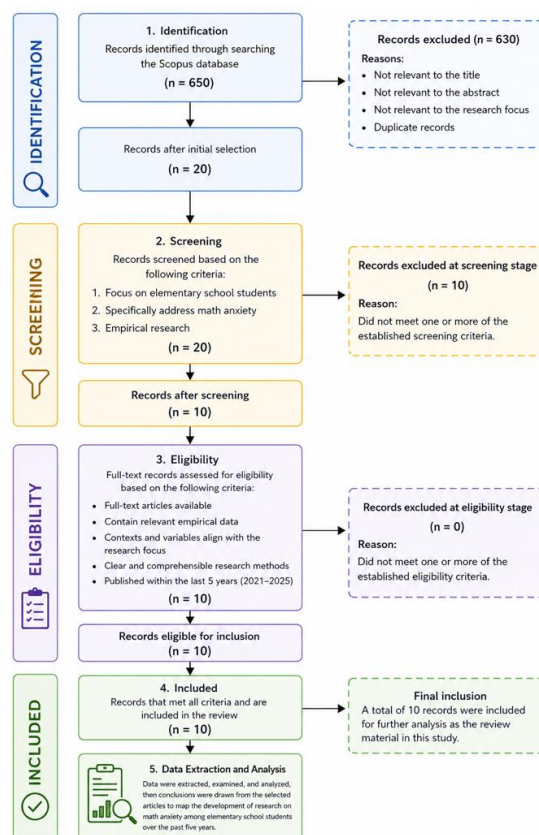 IDENTIFICATION
1. Identification
Records identified through searching
the Scopus database
(n = 650)
Records excluded (n = 630)
Reasons:
• Not relevant to the title
• Not relevant to the abstract
• Not relevant to the research focus
• Duplicate records
Records after initial selection
(n = 20)
SCREENING
2. Screening
Records screened based on the
following criteria:
1. Focus on elementary school students
2. Specifically address math anxiety
3. Empirical research
(n = 20)
Records excluded at screening stage
(n = 10)
Reason:
Did not meet one or more of the
established screening criteria.
Records after screening
(n = 10)
ELIGIBILITY
3. Eligibility
Full-text records assessed for eligibility
based on the following criteria:
• Full-text articles available
• Contain relevant empirical data
• Contexts and variables align with the
research focus
• Clear and comprehensible research methods
• Published within the last 5 years (2021–2025)
(n = 10)
Records excluded at eligibility stage
(n = 0)
Reason:
Did not meet one or more of the
established eligibility criteria.
Records eligible for inclusion
(n = 10)
INCLUDED
4. Included
Records that met all criteria and are
included in the review
(n = 10)
Final inclusion
A total of 10 records were included
for further analysis as the review
material in this study.
5. Data Extraction and Analysis
Data were extracted, examined, and analyzed,
then conclusions were drawn from the selected
articles to map the development of research on
math anxiety among elementary school students
over the past five years.